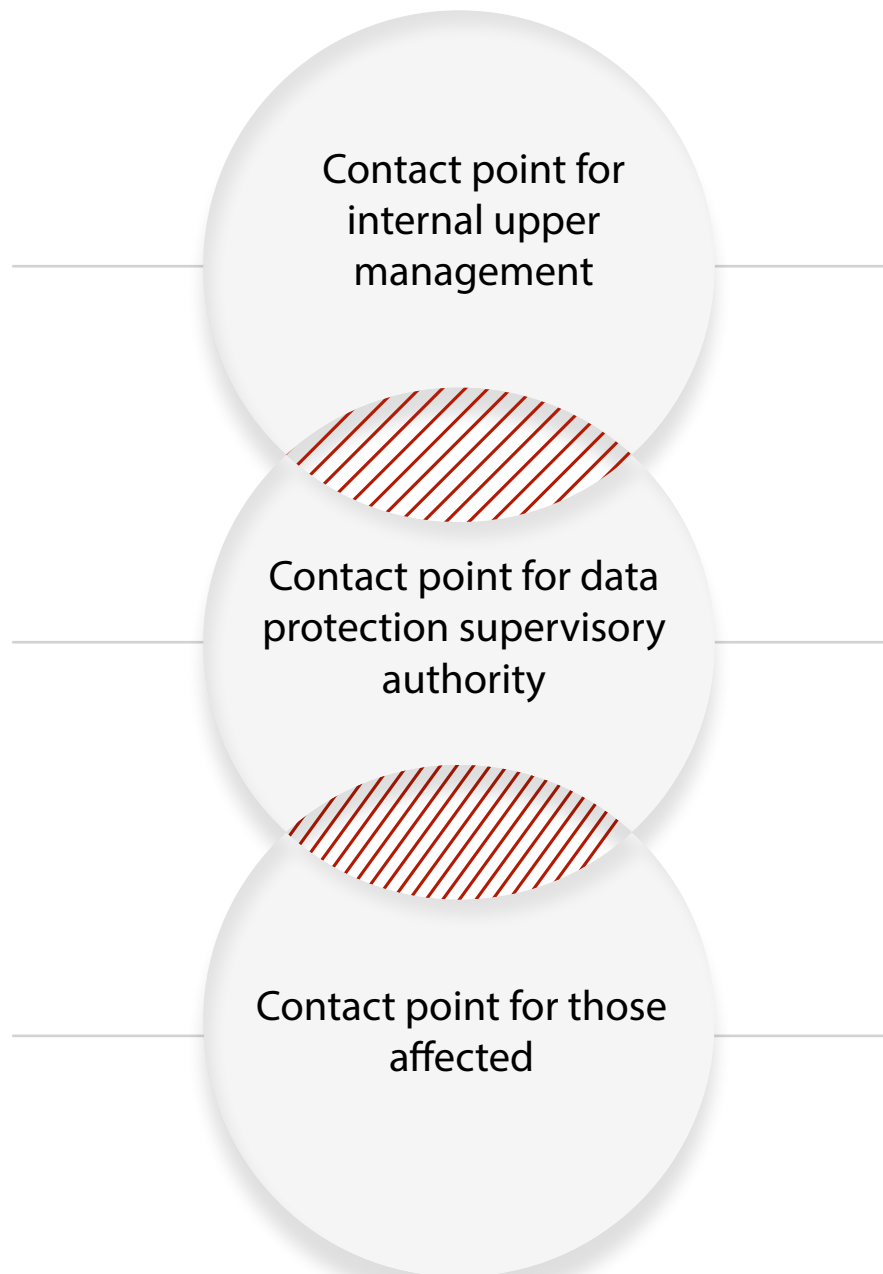 Contact point for
internal upper
management
Contact point for data
protection supervisory
authority
Contact point for those
affected